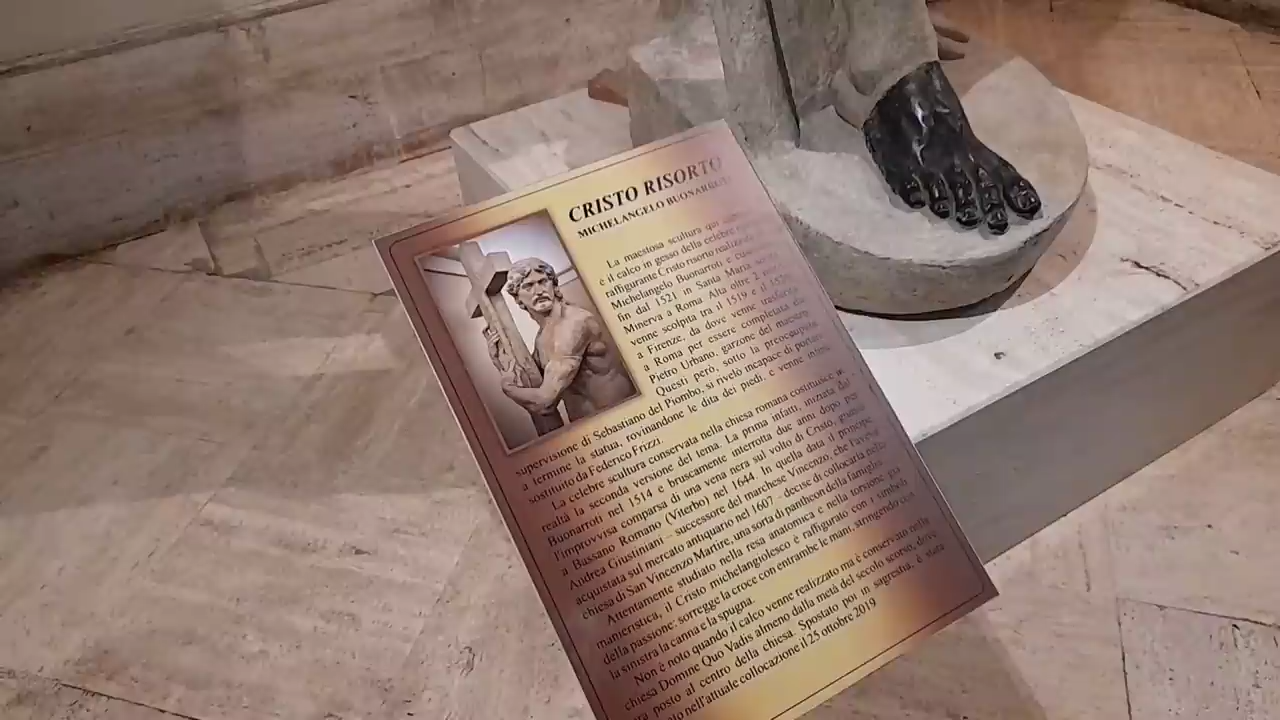 CRISTO RISORTO
MICHELANGELO BUONARROTI
La maestosa scultura qui
è il calco in gesso della celebre
raffigurante Cristo risorto realizzata
Michelangelo Buonarroti e
fin dal 1521 in Santa Maria
Minerva a Roma Alta oltre 2
venne scolpita tra il 1519 e il 1520
a Firenze, da dove venne trasferita
a Roma per essere completata da
Pietro Urbano, garzone del maestro.
Questi però, sotto la preoccupata
supervisione di Sebastiano del Piombo, si rivelò incapace di portare
a termine la statua, rovinandone le dita dei piedi, e venne infine
sostituito da Federico Frizzi.
La celebre scultura conservata nella chiesa romana costituisce in
realtà la seconda versione del tema. La prima infatti, iniziata dal
Buonarroti nel 1514 e bruscamente interrotta due anni dopo per
l'improvvisa comparsa di una vena nera sul volto di Cristo, giunse
a Bassano Romano (Viterbo) nel 1644. In quella data il principe
Andrea Giustiniani - successore del marchese Vincenzo, che l'aveva
acquistata sul mercato antiquario nel 1607 - decise di collocarla nella
chiesa di San Vincenzo Martire, una sorta di pantheon della famiglia.
Attentamente studiato nella resa anatomica e nella torsione già
manieristica, il Cristo michelangiolesco è raffigurato con i simboli
della passione: sorregge la croce con entrambe le mani, stringendo con
la sinistra la canna e la spugna.
Non è noto quando il calco venne realizzato ma è conservato nella
chiesa Domine Quo Vadis almeno dalla metà del secolo scorso, dove
era posto al centro della chiesa. Spostato poi in sagrestia, è stata
nell'attuale collocazione il 25 ottobre 2019